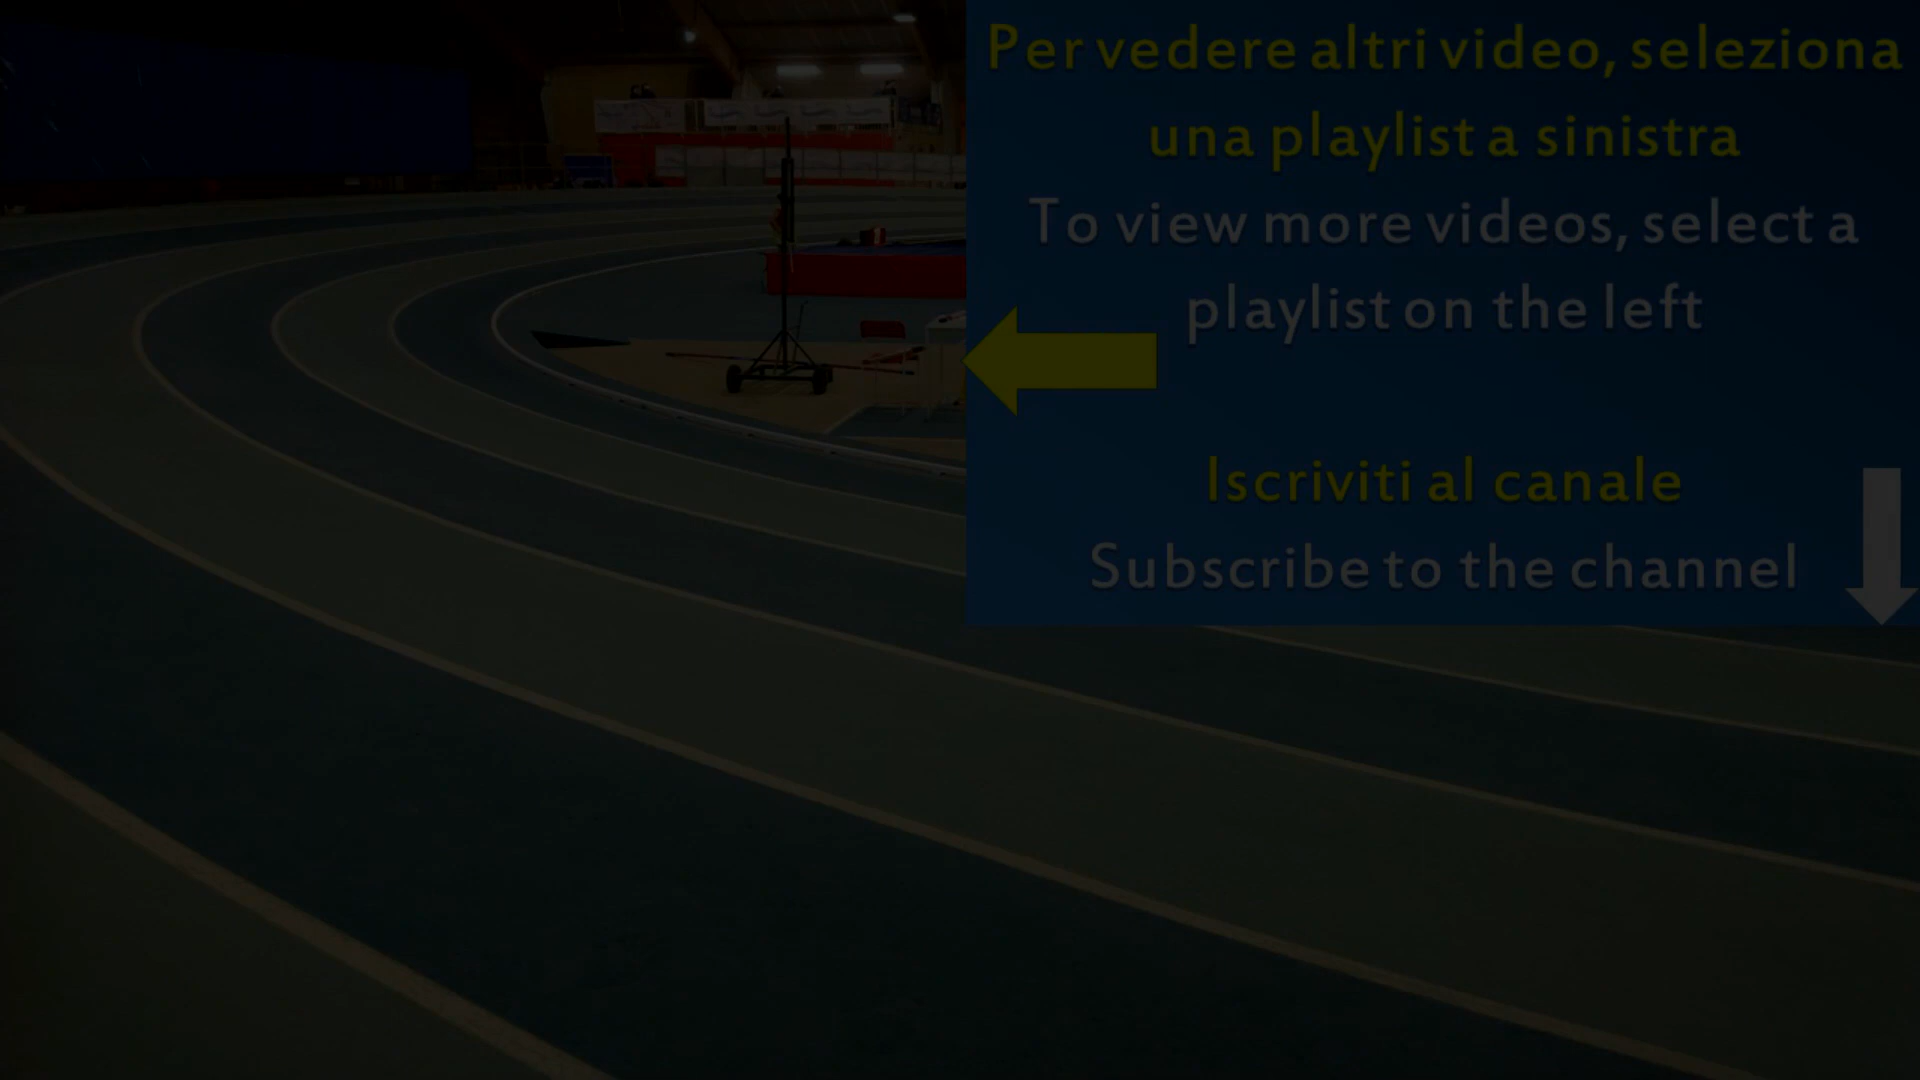 Per vedere altri video, seleziona
una playlist a sinistra
To view more videos, select a
playlist on the left
Iscriviti al canale
Subscribe to the channel